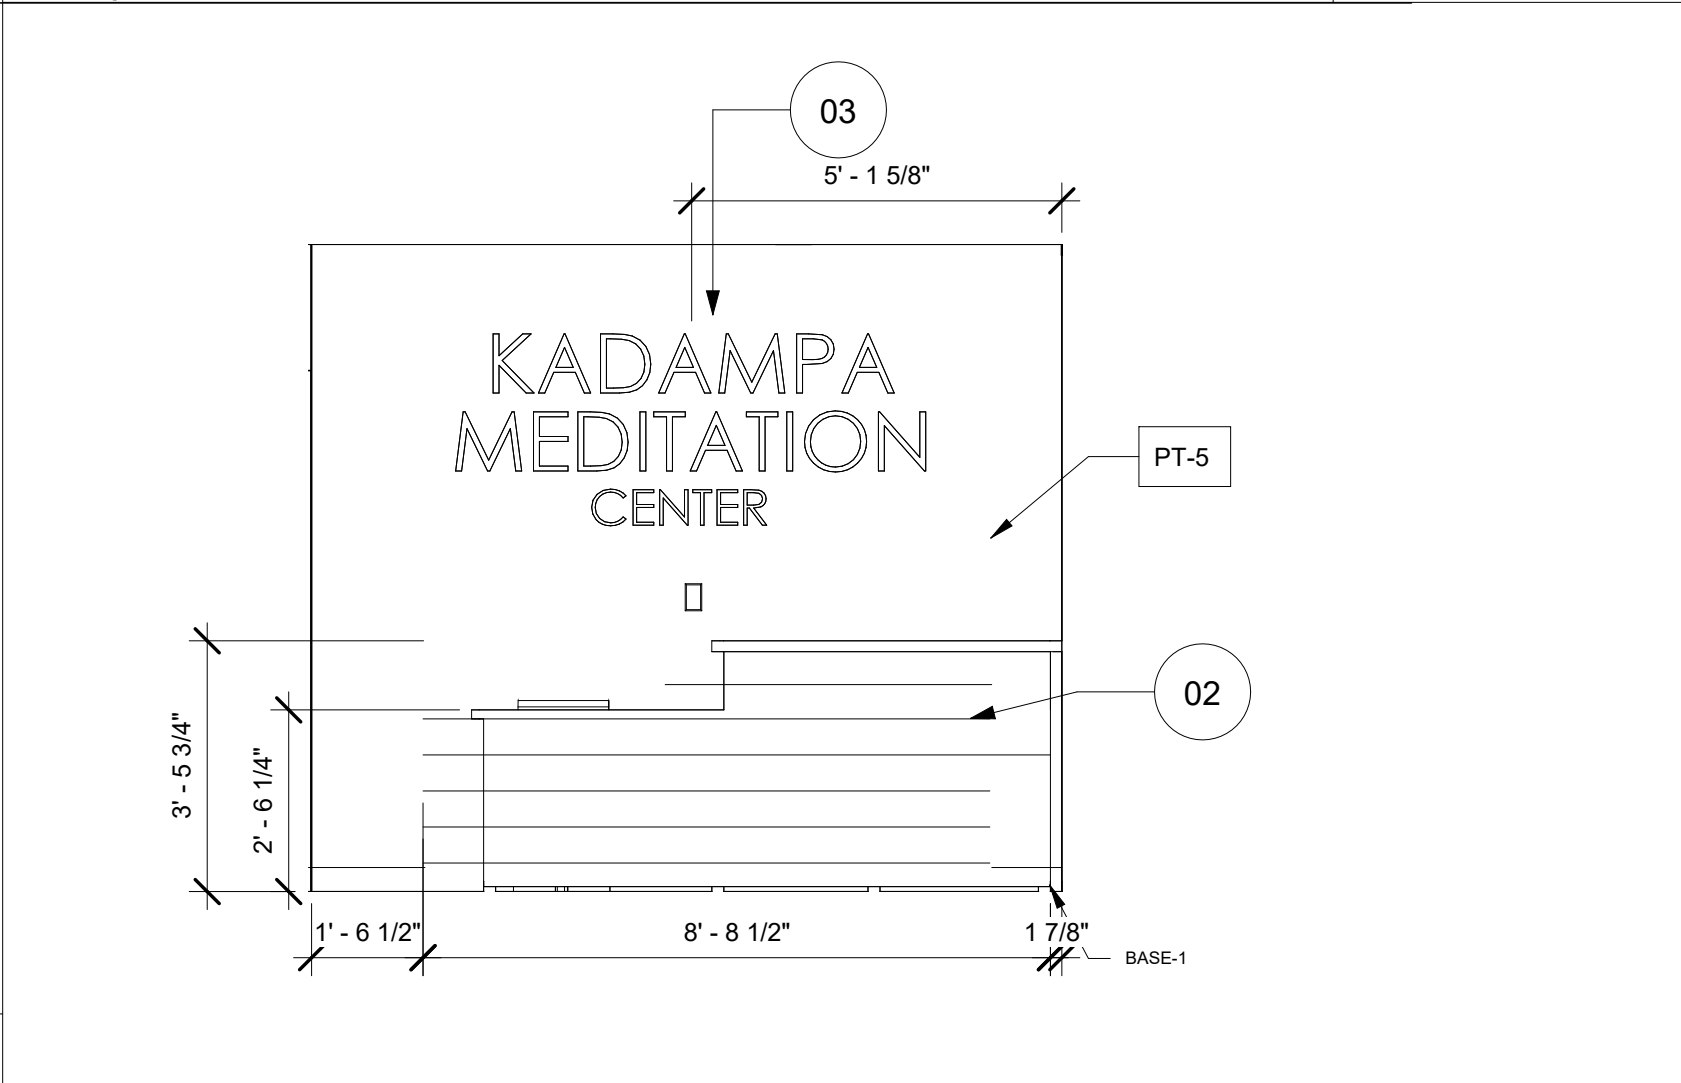 03
5' - 1 5/8"
KADAMPA
MEDITATION
CENTER
PT-5
02
3' - 5 3/4"
2' - 6 1/4"
1' - 6 1/2"
8' - 8 1/2"
1 7/8"
BASE-1